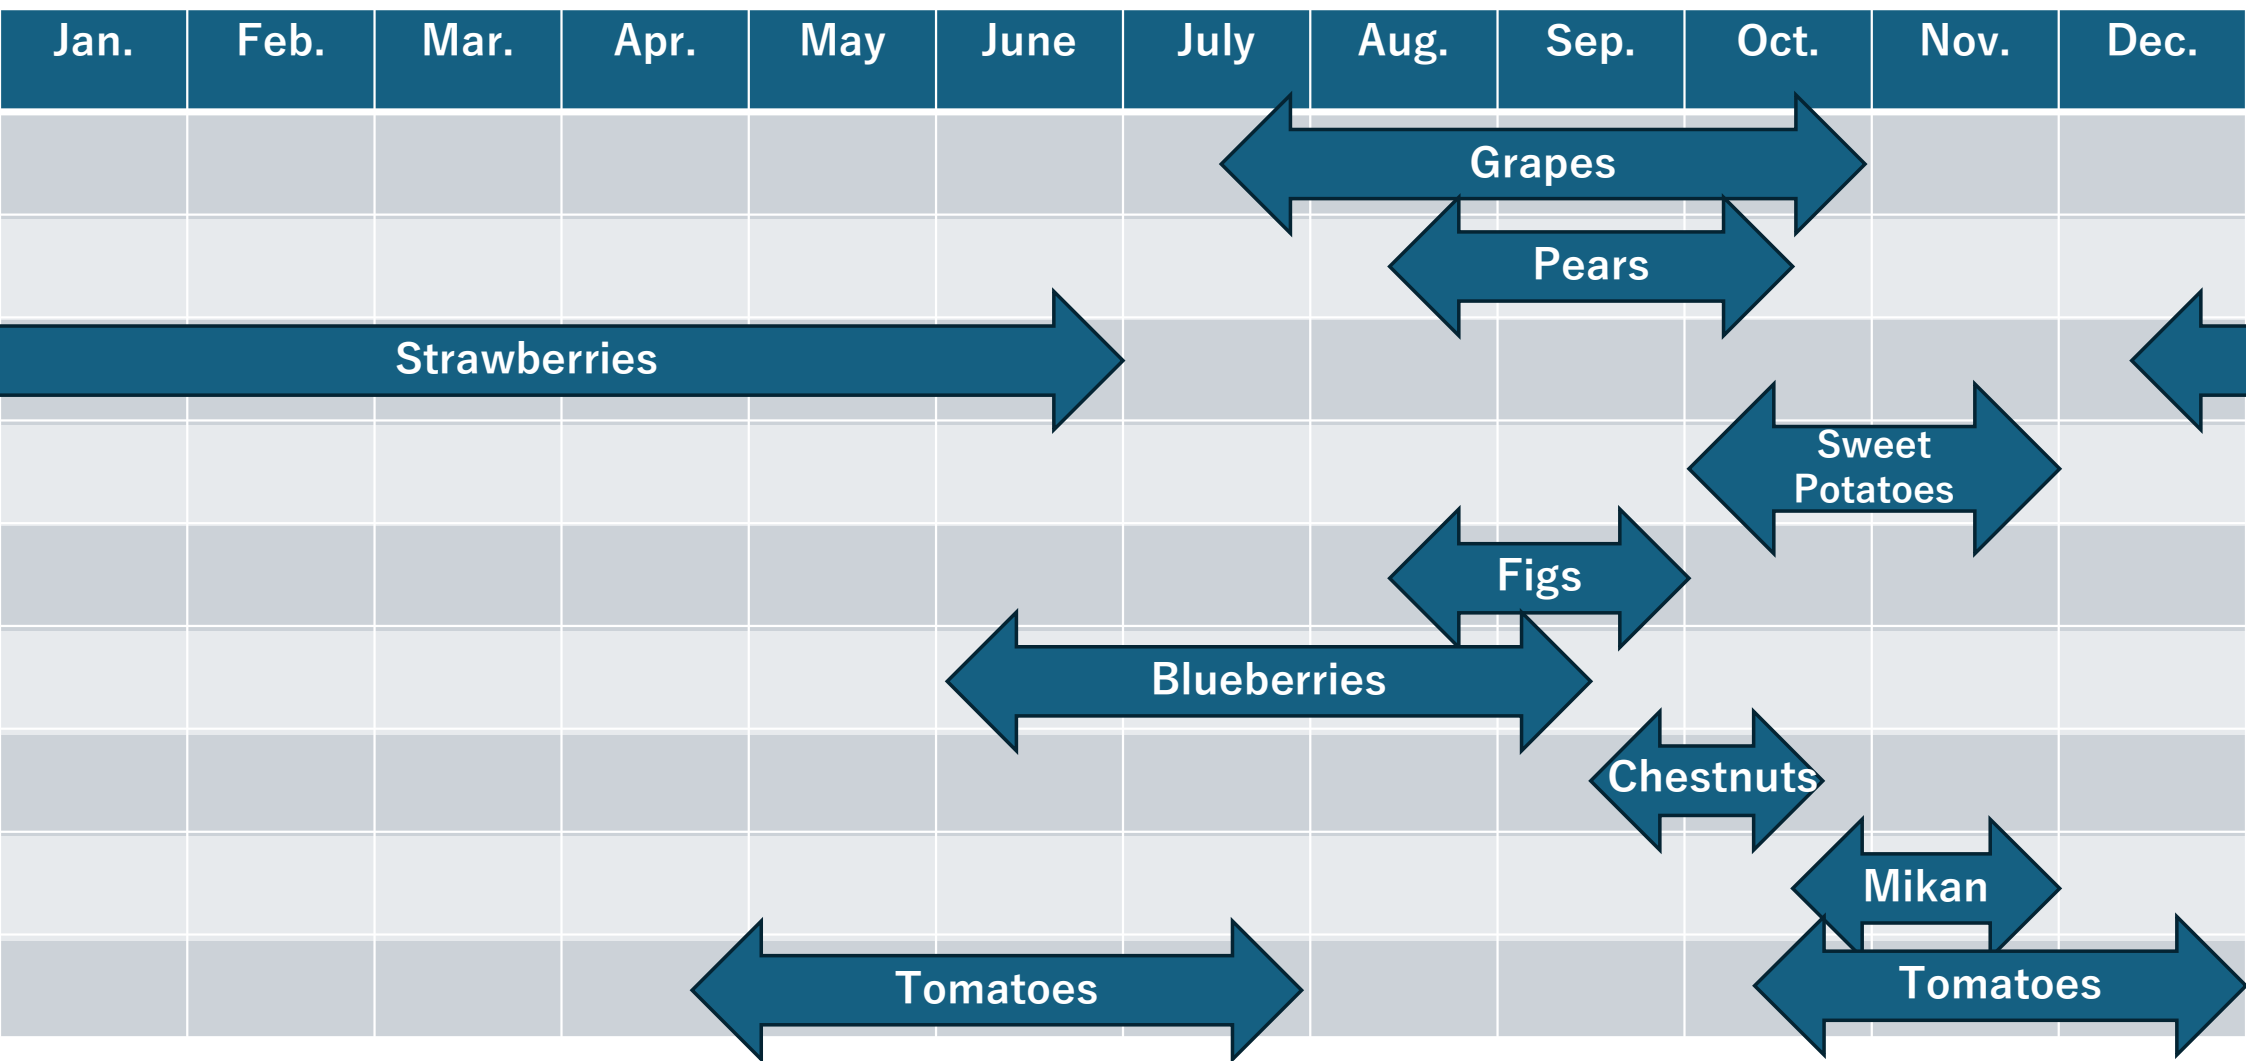 Jan. Feb. Mar. Apr. May June July Aug. Sep. Oct. Nov. Dec.
Grapes
Pears
Strawberries
Sweet
Potatoes
Figs
Blueberries
Chestnuts
Mikan
Tomatoes Tomatoes